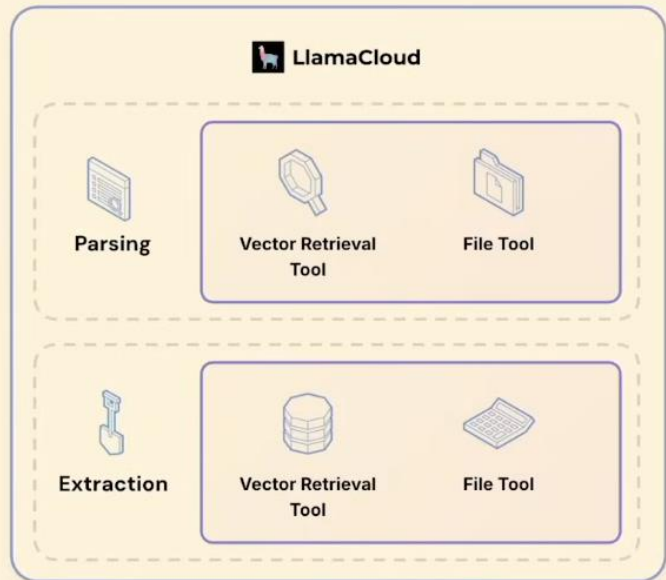 LlamaCloud
Parsing
Vector Retrieval
Tool
File Tool
Extraction
Vector Retrieval
Tool
File Tool